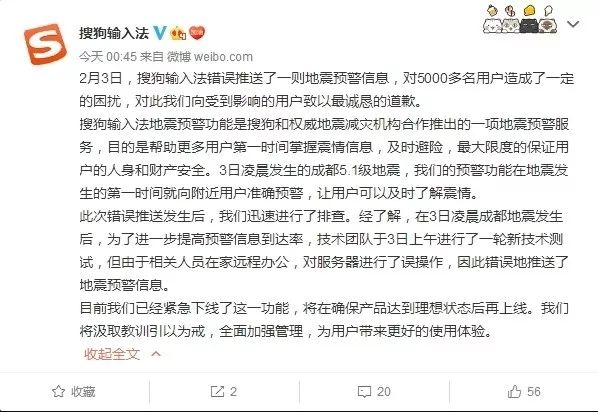 搜狗输入法
今天 00:45 来自 微博 weibo.com
2月3日，搜狗输入法错误推送了一则地震预警信息，对5000多名用户造成了一定
的困扰，对此我们向受到影响的用户致以最诚恳的道歉。
搜狗输入法地震预警功能是搜狗和权威地震减灾机构合作推出的一项地震预警服
务，目的是帮助更多用户第一时间掌握震情信息，及时避险，最大限度的保证用
户的人身和财产安全。3日凌晨发生的成都5.1级地震，我们的预警功能在地震发
生的第一时间就向附近用户准确预警，让用户可以及时了解震情。
此次错误推送发生后，我们迅速进行了排查。经了解，在3日凌晨成都地震发生
后，为了进一步提高预警信息到达率，技术团队于3日上午进行了一轮新技术测
试，但由于相关人员在家远程办公，对服务器进行了误操作，因此错误地推送了
地震预警信息。
目前我们已经紧急下线了这一功能，将在确保产品达到理想状态后再上线。我们
将汲取教训引以为戒，全面加强管理，为用户带来更好的使用体验。
收起全文
收藏 2 20 56